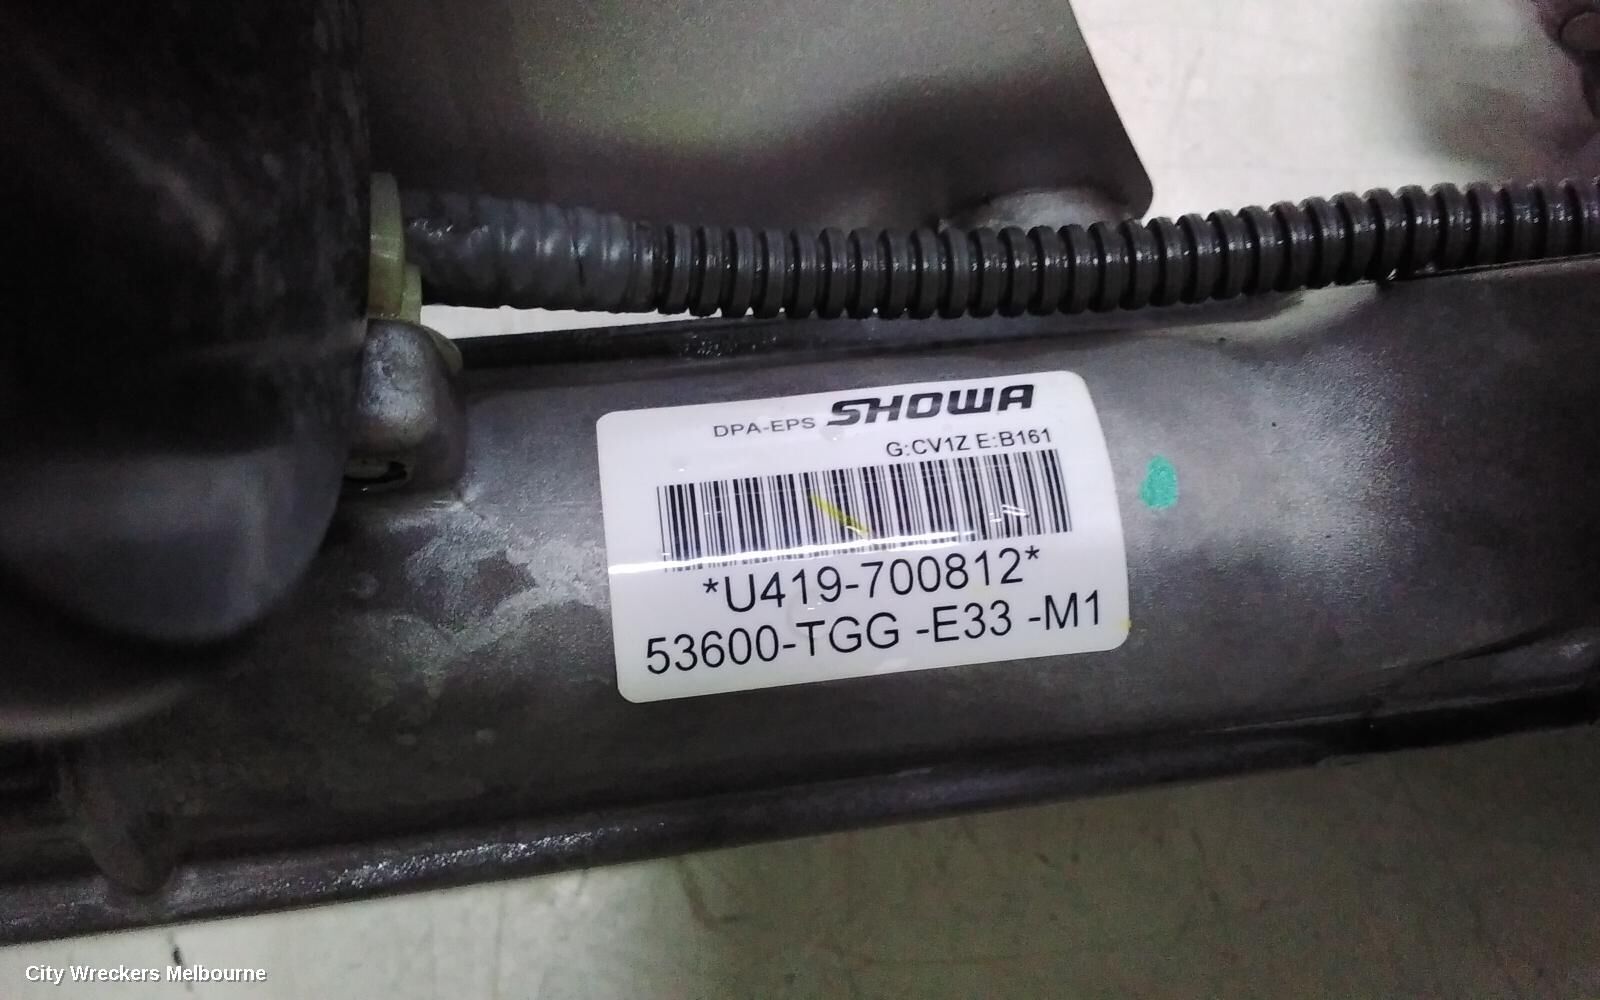 DPA-EPS SHOWA
G:CV1Z E:B161
*U419-700812*
53600-TGG -E33 -M1
City Wreckers Melbourne